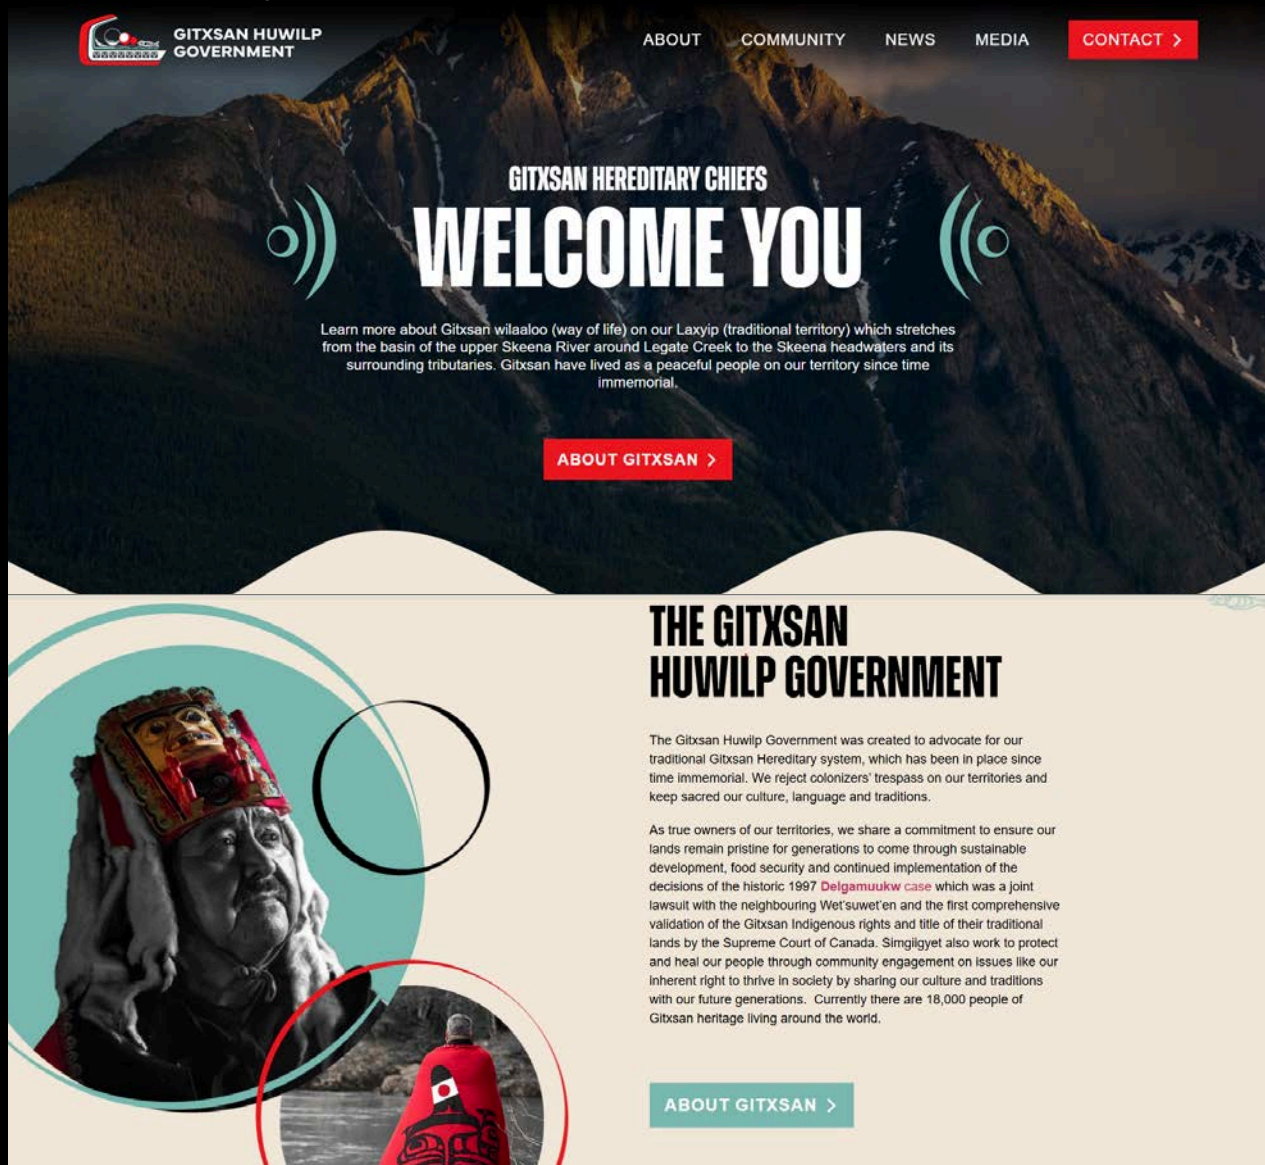 GITXSAN HUWILP
GOVERNMENT
ABOUT
COMMUNITY
NEWS
MEDIA
CONTACT >
GITXSAN HEREDITARY CHIEFS
WELCOME YOU
Learn more about Gitxsan wilaaloo (way of life) on our Laxyip (traditional territory) which stretches
from the basin of the upper Skeena River around Legate Creek to the Skeena headwaters and its
surrounding tributaries. Gitxsan have lived as a peaceful people on our territory since time
immemorial.
ABOUT GITXSAN >
THE GITXSAN
HUWILP GOVERNMENT
The Gitxsan Huwilp Government was created to advocate for our
traditional Gitxsan Hereditary system, which has been in place since
time immemorial. We reject colonizers' trespass on our territories and
keep sacred our culture, language and traditions.
As true owners of our territories, we share a commitment to ensure our
lands remain pristine for generations to come through sustainable
development, food security and continued implementation of the
decisions of the historic 1997 Delgamuukw case which was a joint
lawsuit with the neighbouring Wet'suwet'en and the first comprehensive
validation of the Gitxsan Indigenous rights and title of their traditional
lands by the Supreme Court of Canada. Simgiigyet also work to protect
and heal our people through community engagement on issues like our
inherent right to thrive in society by sharing our culture and traditions
with our future generations.  Currently there are 18,000 people of
Gitxsan heritage living around the world.
ABOUT GITXSAN >